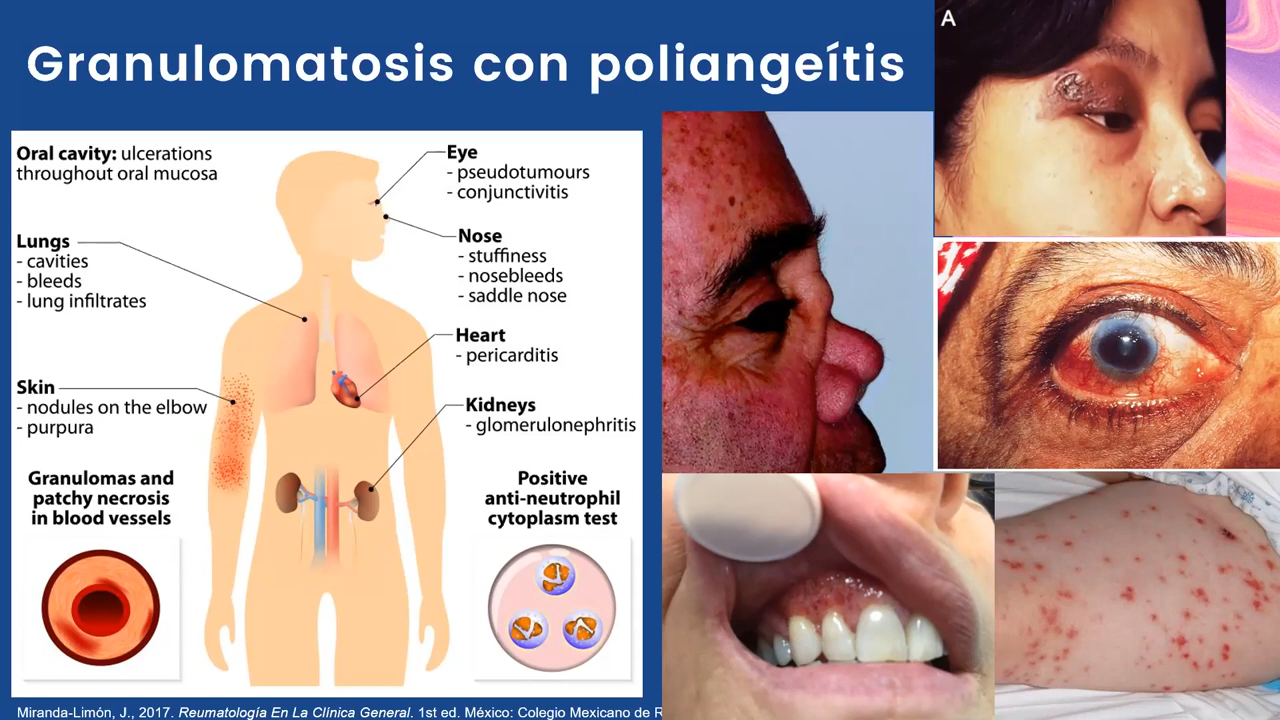 Granulomatosis con poliangeítis
A
Oral cavity: ulcerations
throughout oral mucosa
Eye
- pseudotumours
- conjunctivitis
Lungs
- cavities
- bleeds
- lung infiltrates
Nose
- stuffiness
- nosebleeds
- saddle nose
Heart
- pericarditis
Skin
- nodules on the elbow
- purpura
Kidneys
- glomerulonephritis
Granulomas and
patchy necrosis
in blood vessels
Positive
anti-neutrophil
cytoplasm test
Miranda-Limón, J., 2017. Reumatología En La Clínica General. 1st ed. México: Colegio Mexicano de R